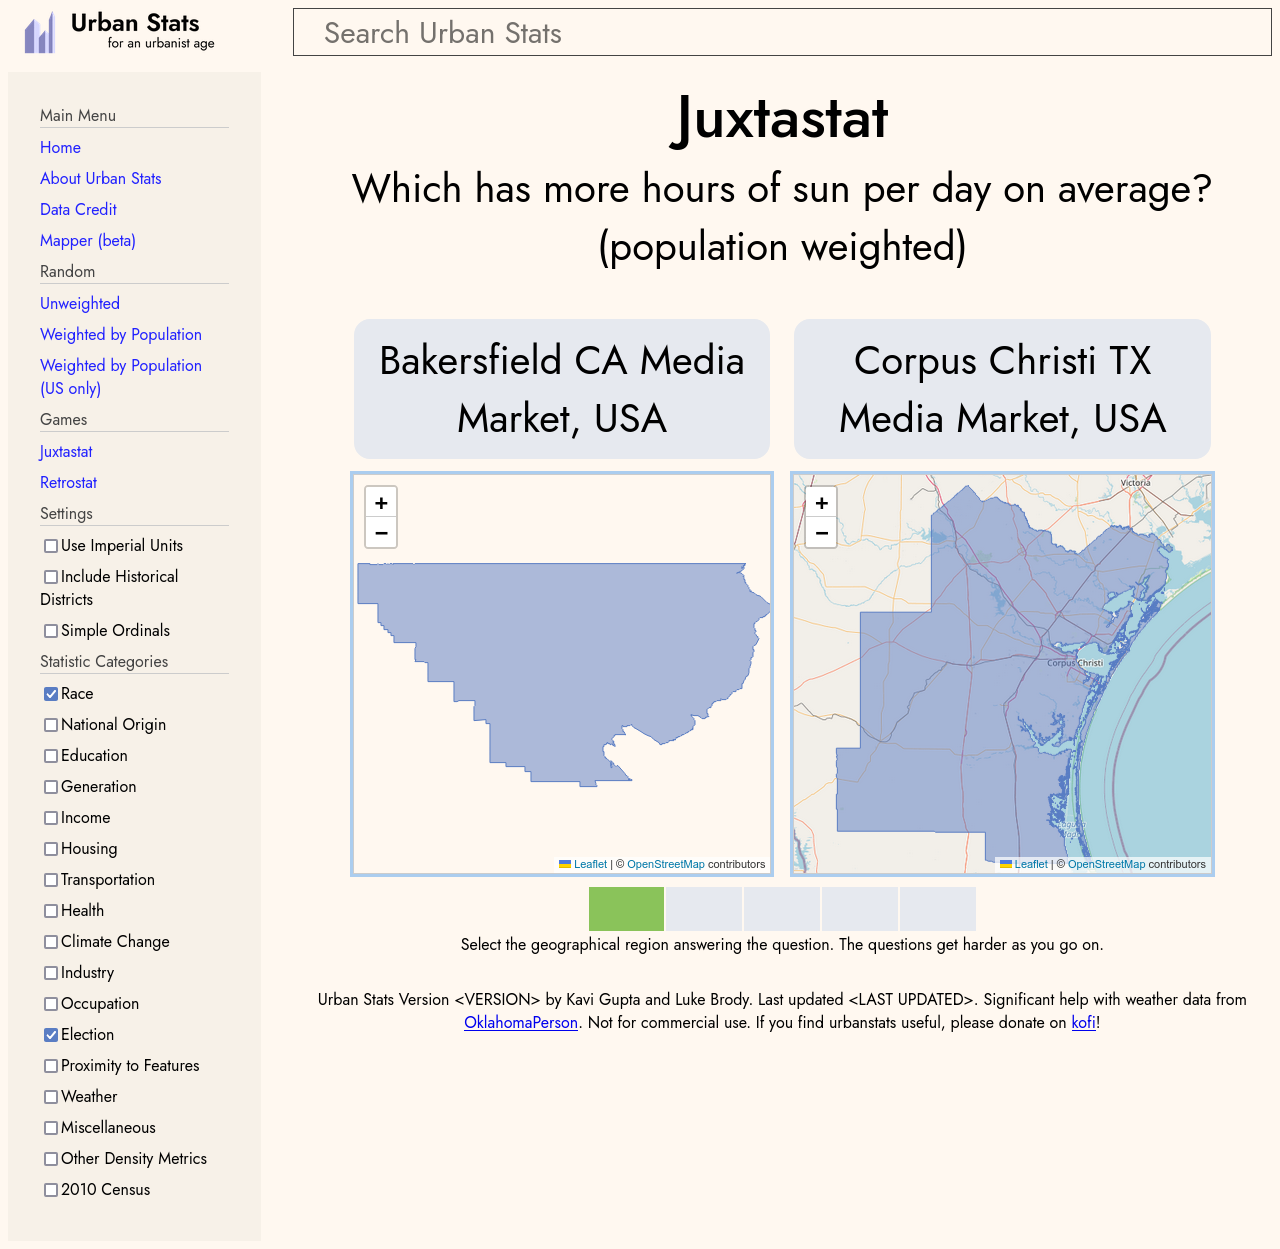 Urban Stats
for an urbanist age
Search Urban Stats
Main Menu
Home
About Urban Stats
Data Credit
Mapper (beta)
Random
Unweighted
Weighted by Population
Weighted by Population
(US only)
Games
Juxtastat
Retrostat
Settings
Use Imperial Units
Include Historical
Districts
Simple Ordinals
Statistic Categories
Race
National Origin
Education
Generation
Income
Housing
Transportation
Health
Climate Change
Industry
Occupation
Election
Proximity to Features
Weather
Miscellaneous
Other Density Metrics
2010 Census
Juxtastat
Which has more hours of sun per day on average?
(population weighted)
Bakersfield CA Media
Market, USA
Corpus Christi TX
Media Market, USA
+
−
Leaflet | © OpenStreetMap contributors
+
−
Victoria
Corpus Christi
Leaflet | © OpenStreetMap contributors
Select the geographical region answering the question. The questions get harder as you go on.
Urban Stats Version <VERSION> by Kavi Gupta and Luke Brody. Last updated <LAST UPDATED>. Significant help with weather data from
OklahomaPerson. Not for commercial use. If you find urbanstats useful, please donate on kofi!